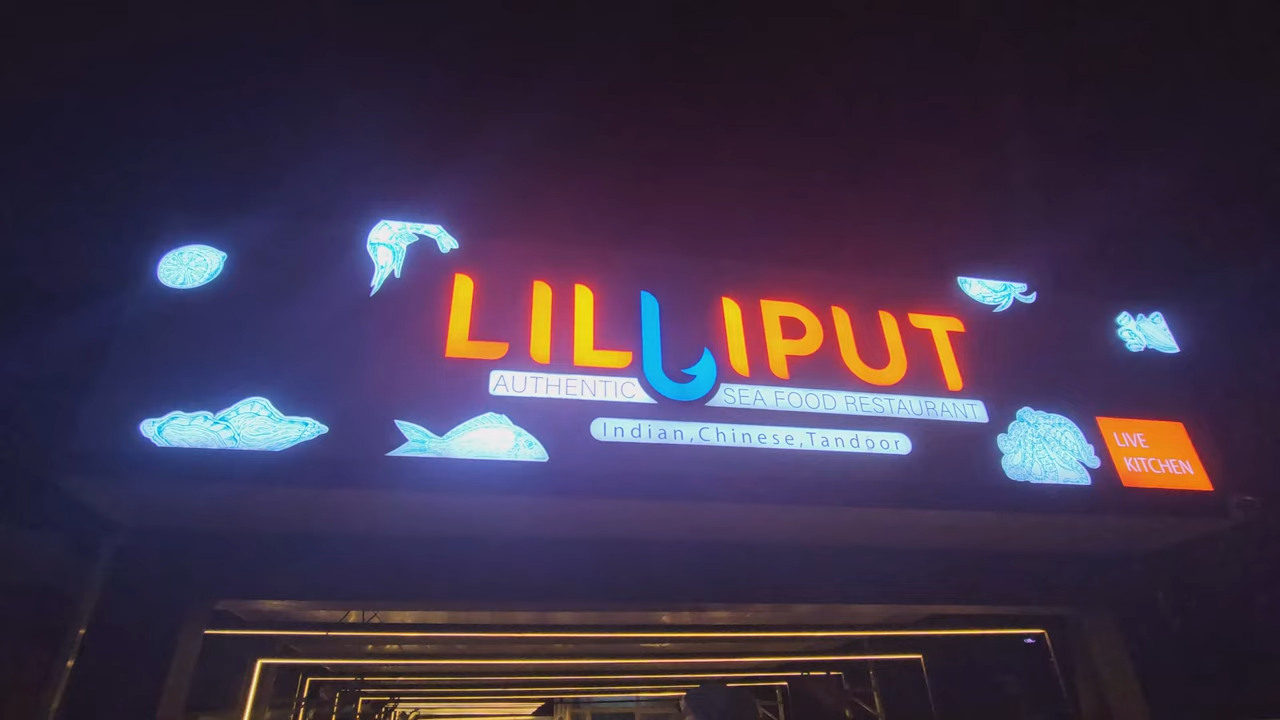 LILLIPUT
AUTHENTIC SEA FOOD RESTAURANT
Indian,Chinese,Tandoor
LIVE
KITCHEN